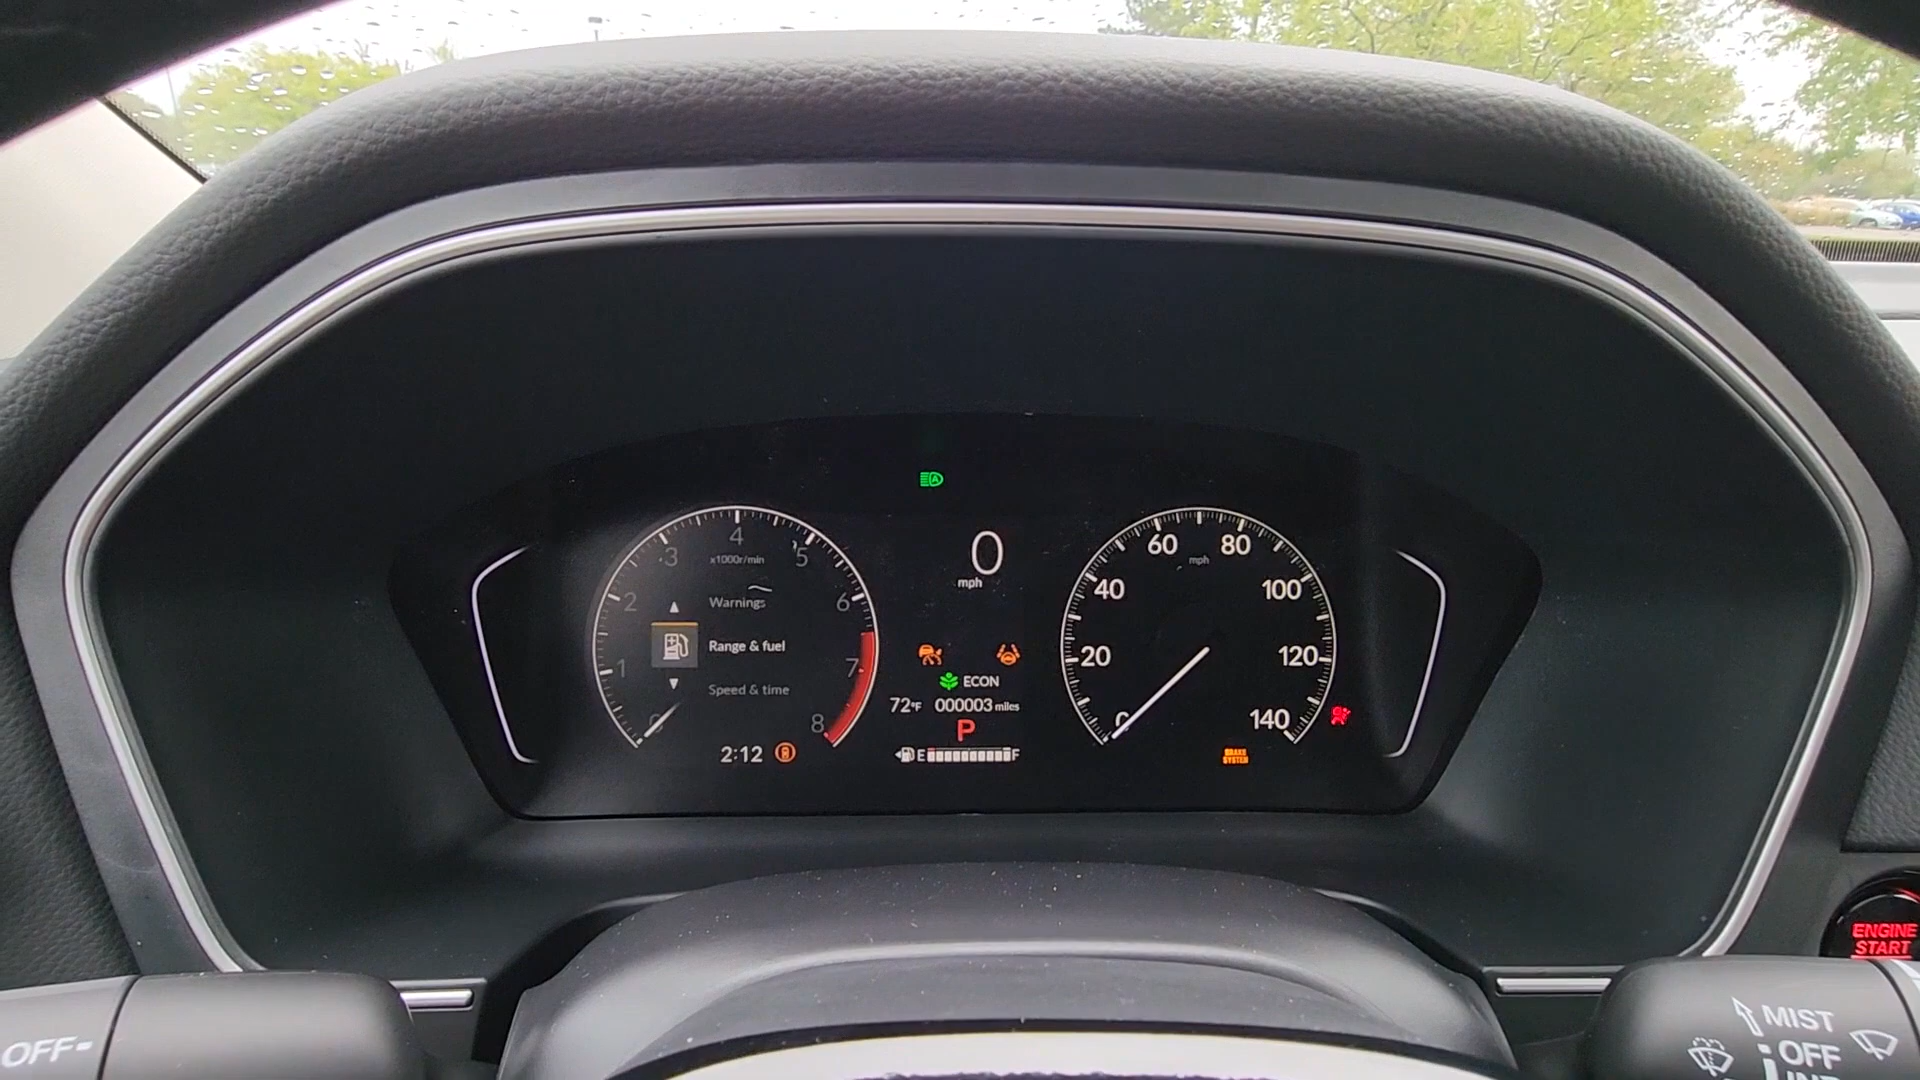 4
3
5
x1000r/min
2
Warnings
6
Range & fuel
1
7
Speed & time
8
2:12
0
mph
ECON
72°F 000003 miles
P
E F
60 80
mph
40 100
20 120
0 140
BRAKE
SYSTEM
A
ENGINE
START
OFF
MIST
OFF